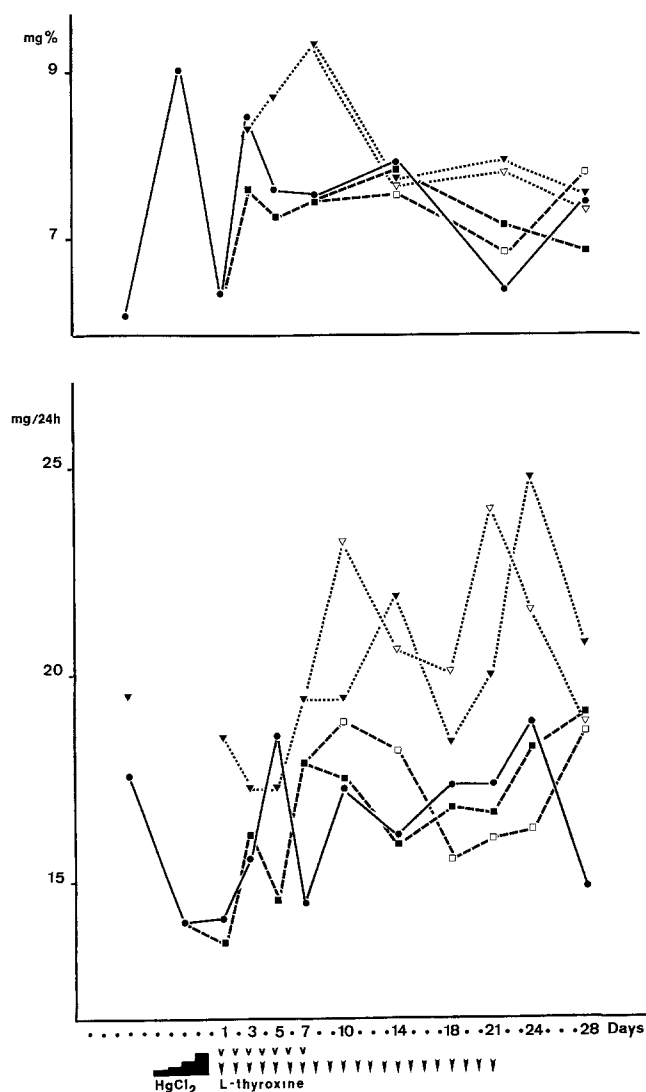 mg%
9
7
mg/24h
25
20
15
1 · 3 · 5 · 7 · · 10 · · · 14 · · · 18 · · 21 · · 24 · · · 28 Days
HgCl₂ L-thyroxine